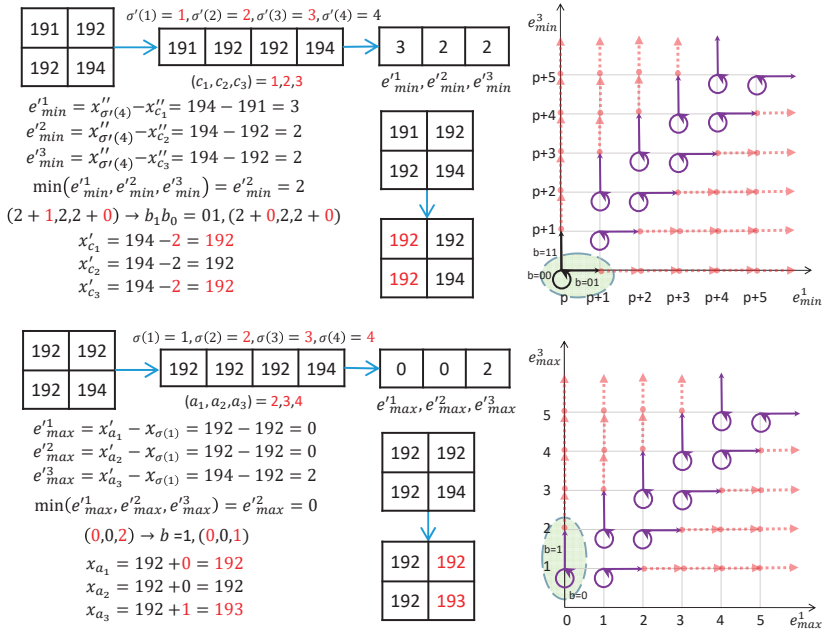 σ′(1) = 1,σ′(2) = 2,σ′(3) = 3,σ′(4) = 4
191 192
192 194
191 192 192 194
3 2 2
(c₁, c₂, c₃) = 1,2,3
e′¹ₘᵢₙ, e′²ₘᵢₙ, e′³ₘᵢₙ
e′¹ₘᵢₙ = x″σ′(4) − x″c₁ = 194 − 191 = 3
e′²ₘᵢₙ = x″σ′(4) − x″c₂ = 194 − 192 = 2
e′³ₘᵢₙ = x″σ′(4) − x″c₃ = 194 − 192 = 2
min(e′¹ₘᵢₙ, e′²ₘᵢₙ, e′³ₘᵢₙ) = e′²ₘᵢₙ = 2
(2 + 1,2,2 + 0) → b₁b₀ = 01, (2 + 0,2,2 + 0)
x′c₁ = 194 −2 = 192
x′c₂ = 194 −2 = 192
x′c₃ = 194 −2 = 192
191 192
192 194
192 192
192 194
e³ₘᵢₙ
p+5
p+4
p+3
p+2
p+1
b=11
b=00
b=01
p p+1 p+2 p+3 p+4 p+5 e¹ₘᵢₙ
σ(1) = 1,σ(2) = 2,σ(3) = 3,σ(4) = 4
192 192
192 194
192 192 192 194
0 0 2
(a₁, a₂, a₃) = 2,3,4
e′¹ₘₐₓ, e′²ₘₐₓ, e′³ₘₐₓ
e′¹ₘₐₓ = x′a₁ − xσ(1) = 192 − 192 = 0
e′²ₘₐₓ = x′a₂ − xσ(1) = 192 − 192 = 0
e′³ₘₐₓ = x′a₃ − xσ(1) = 194 − 192 = 2
min(e′¹ₘₐₓ, e′²ₘₐₓ, e′³ₘₐₓ) = e′²ₘₐₓ = 0
(0,0,2) → b =1, (0,0,1)
xa₁ = 192 +0 = 192
xa₂ = 192 +0 = 192
xa₃ = 192 +1 = 193
192 192
192 194
192 192
192 193
e³ₘₐₓ
5
4
3
2
b=1
1
b=0
0 1 2 3 4 5 e¹ₘₐₓ